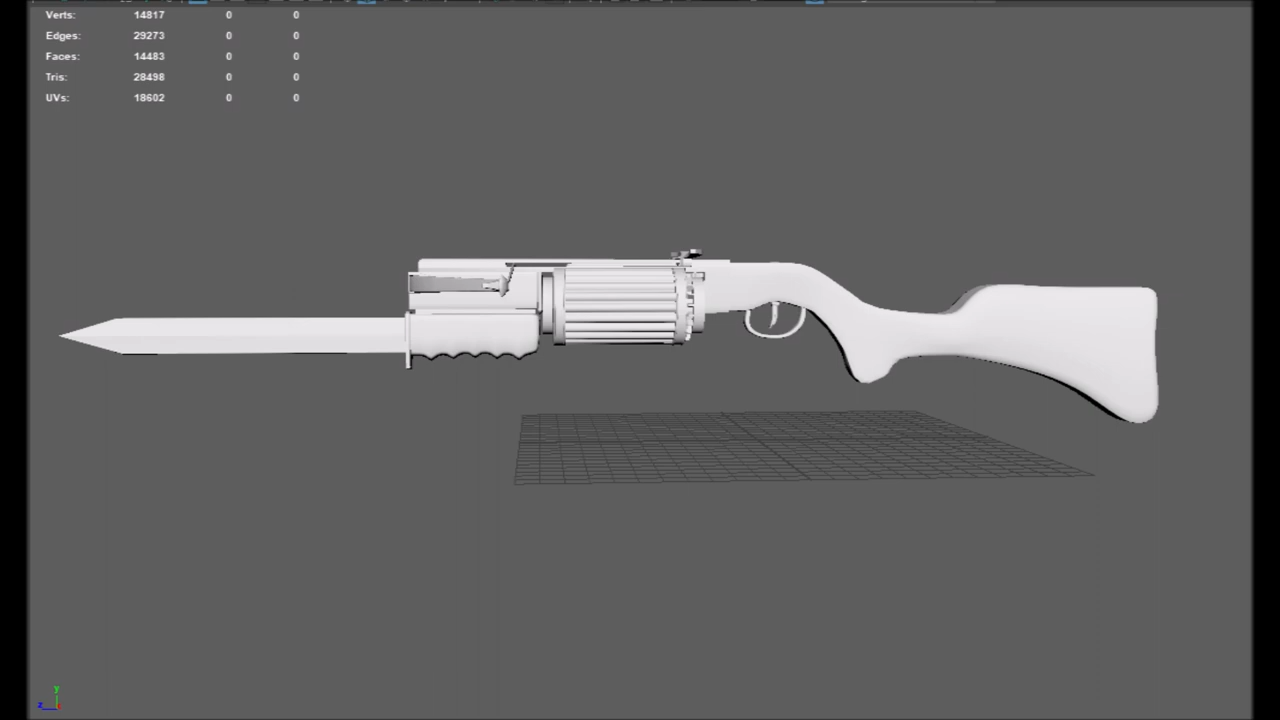 Verts: 14817 0 0
Edges: 29273 0 0
Faces: 14483 0 0
Tris: 28498 0 0
UVs: 18602 0 0
y
z